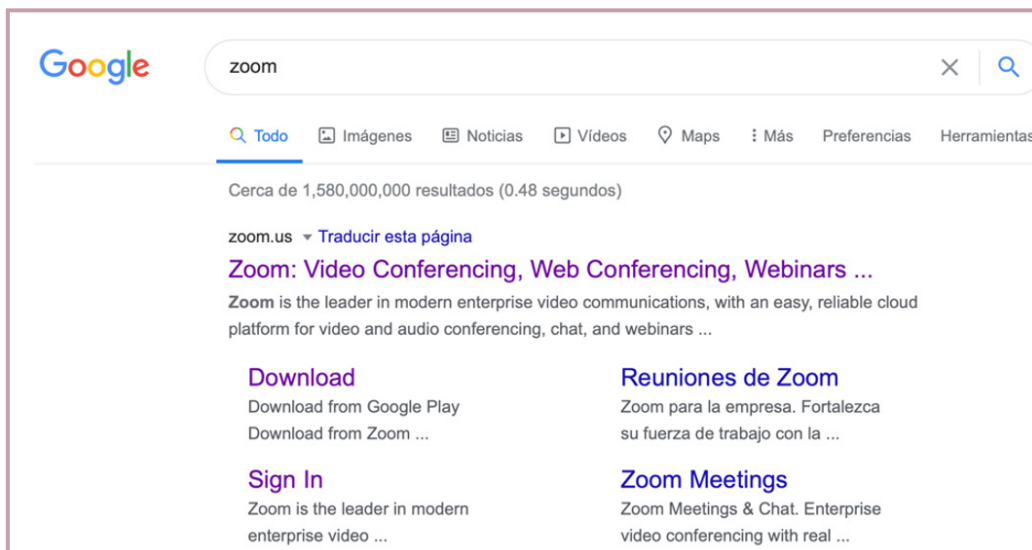 Google
zoom
Todo Imágenes Noticias Vídeos Maps Más Preferencias Herramientas
Cerca de 1,580,000,000 resultados (0.48 segundos)
zoom.us Traducir esta página
Zoom: Video Conferencing, Web Conferencing, Webinars ...
Zoom is the leader in modern enterprise video communications, with an easy, reliable cloud
platform for video and audio conferencing, chat, and webinars ...
Download
Download from Google Play
Download from Zoom ...
Reuniones de Zoom
Zoom para la empresa. Fortalezca
su fuerza de trabajo con la ...
Sign In
Zoom is the leader in modern
enterprise video ...
Zoom Meetings
Zoom Meetings & Chat. Enterprise
video conferencing with real ...